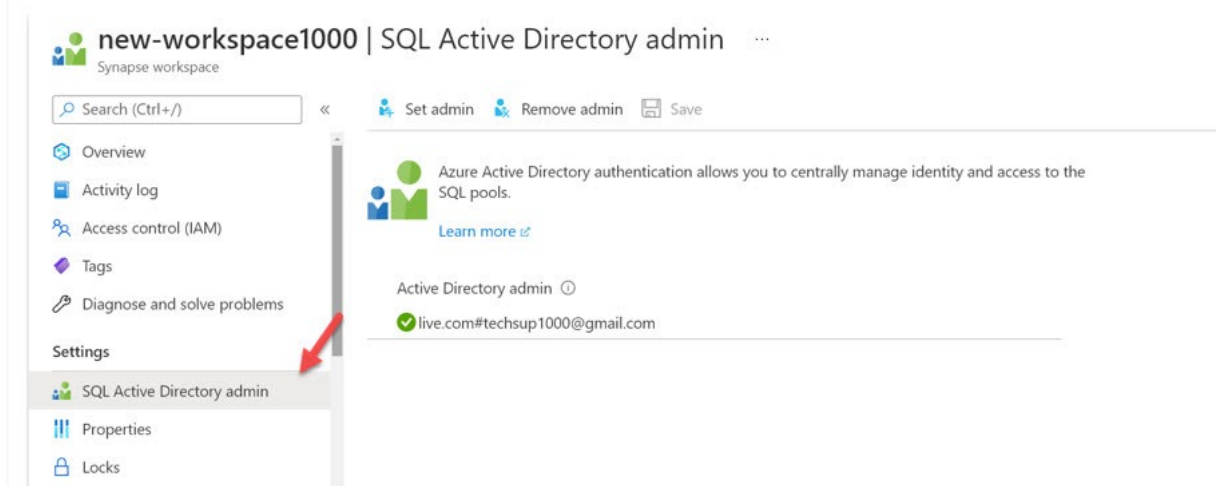 new-workspace1000 | SQL Active Directory admin ...
Synapse workspace
Search (Ctrl+/)
«
Set admin
Remove admin
Save
Overview
Activity log
Access control (IAM)
Tags
Diagnose and solve problems
Settings
SQL Active Directory admin
Properties
Locks
Azure Active Directory authentication allows you to centrally manage identity and access to the
SQL pools.
Learn more
Active Directory admin
live.com#techsup1000@gmail.com